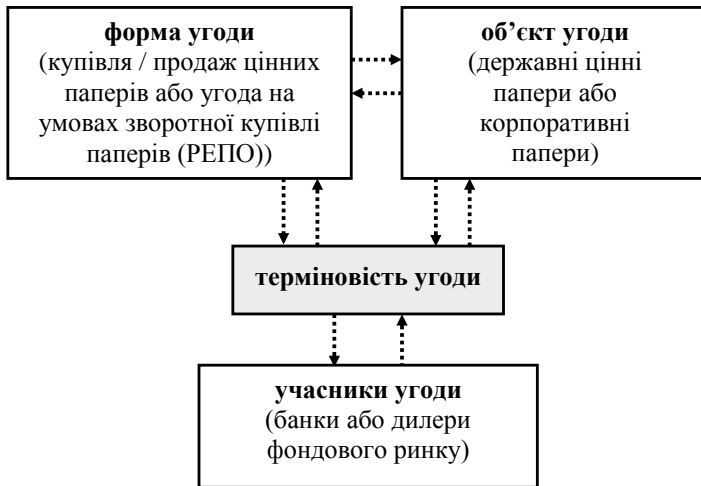 форма угоди
(купівля / продаж цінних
паперів або угода на
умовах зворотної купівлі
паперів (РЕПО))
об’єкт угоди
(державні цінні
папери або
корпоративні
папери)
терміновість угоди
учасники угоди
(банки або дилери
фондового ринку)